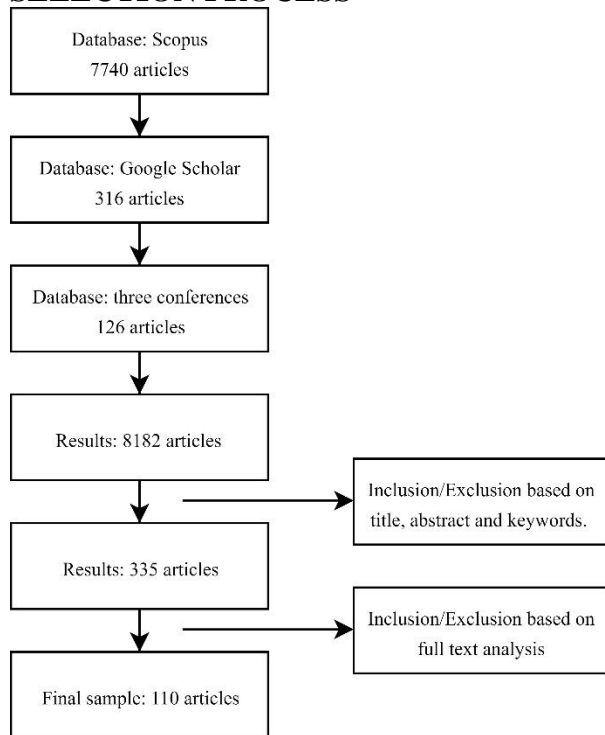 SELECTION PROCESS
Database: Scopus
7740 articles
Database: Google Scholar
316 articles
Database: three conferences
126 articles
Results: 8182 articles
Inclusion/Exclusion based on
title, abstract and keywords.
Results: 335 articles
Inclusion/Exclusion based on
full text analysis
Final sample: 110 articles